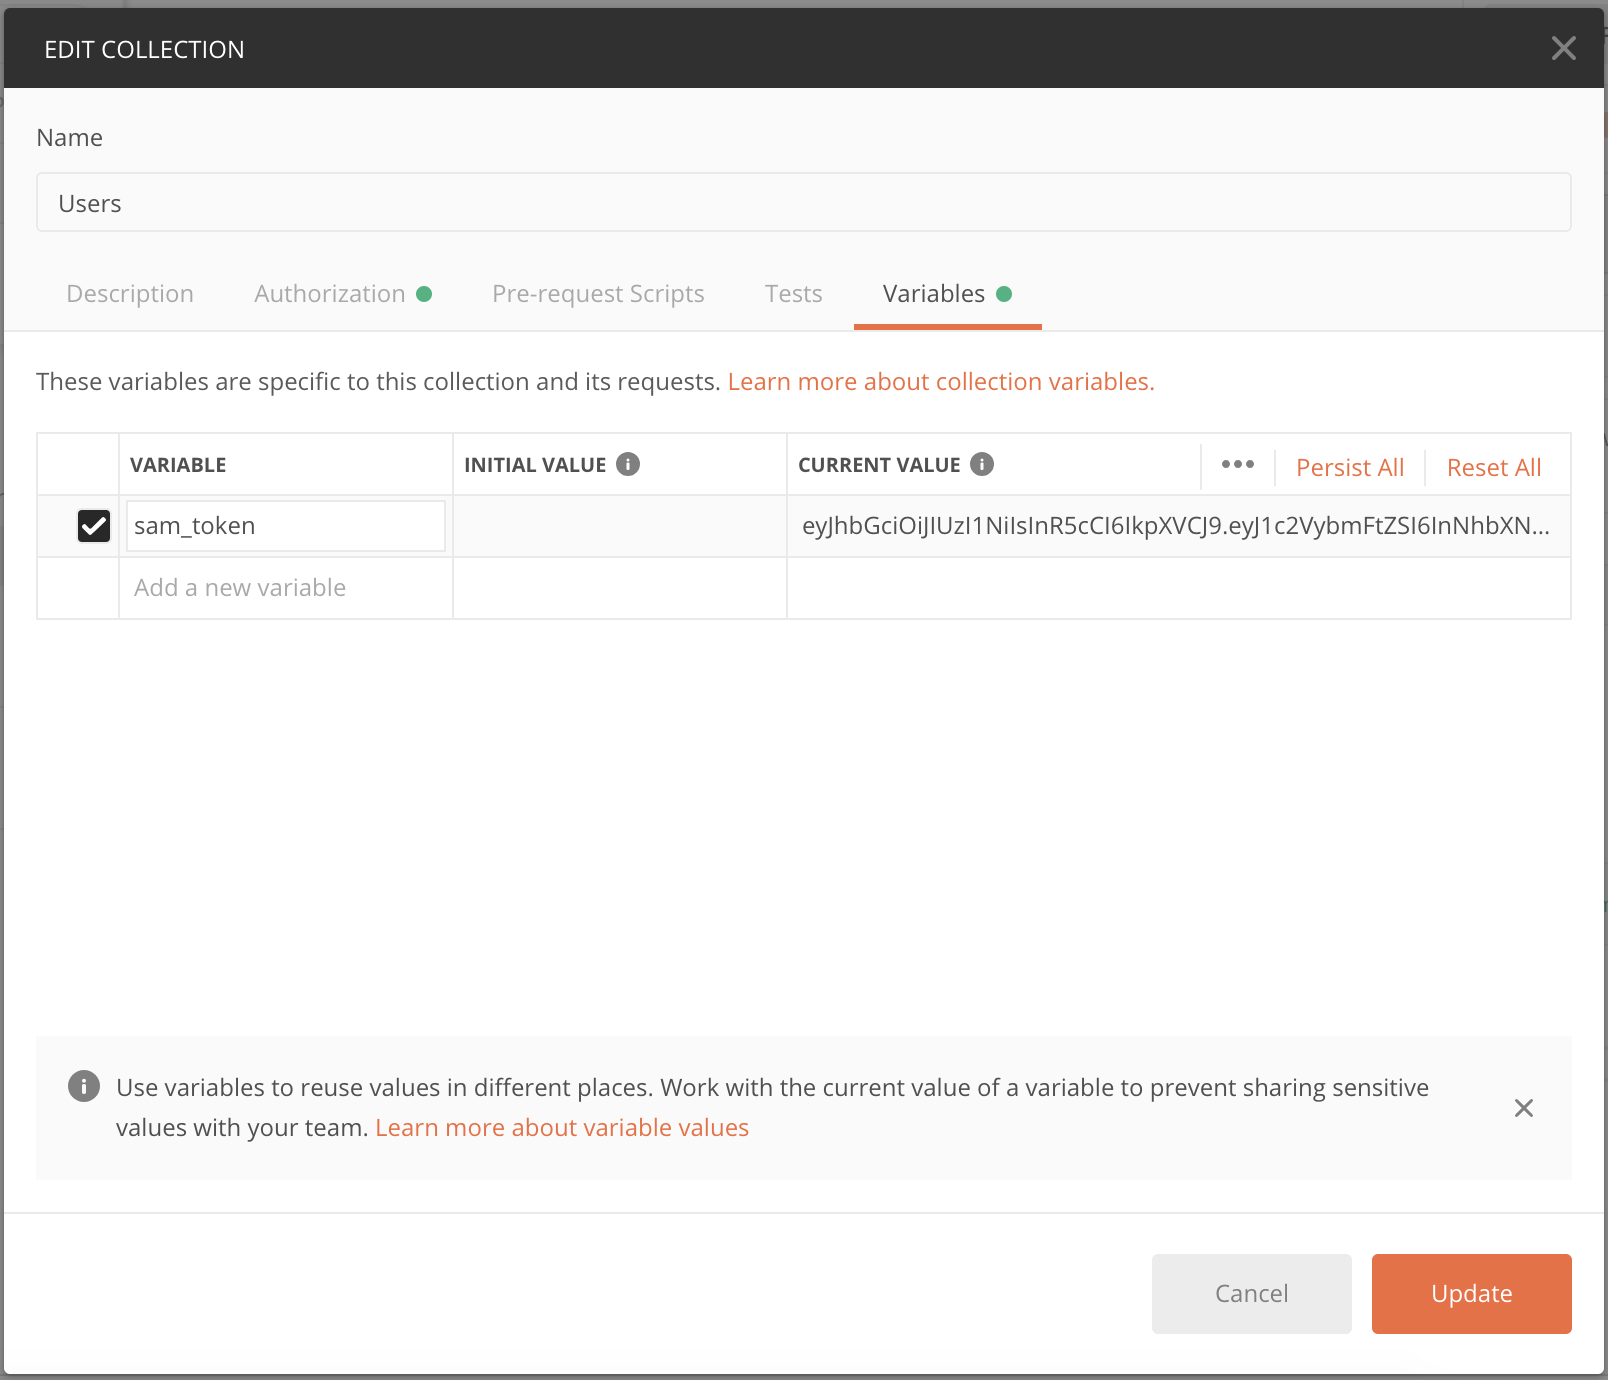 EDIT COLLECTION
Name
Users
Description Authorization Pre-request Scripts Tests Variables
These variables are specific to this collection and its requests. Learn more about collection variables.
VARIABLE INITIAL VALUE CURRENT VALUE Persist All Reset All
sam_token eyJhbGciOiJIUzI1NiIsInR5cCI6IkpXVCJ9.eyJ1c2VybmFtZSI6InNhbXN...
Add a new variable
Use variables to reuse values in different places. Work with the current value of a variable to prevent sharing sensitive
values with your team. Learn more about variable values
Cancel Update